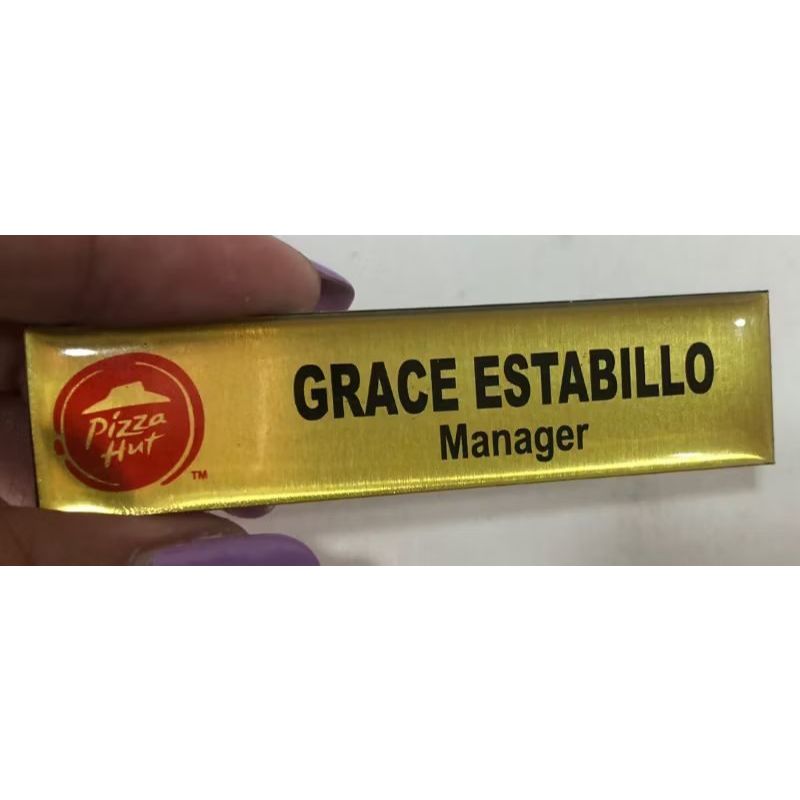 Pizza
Hut
TM
GRACE ESTABILLO
Manager